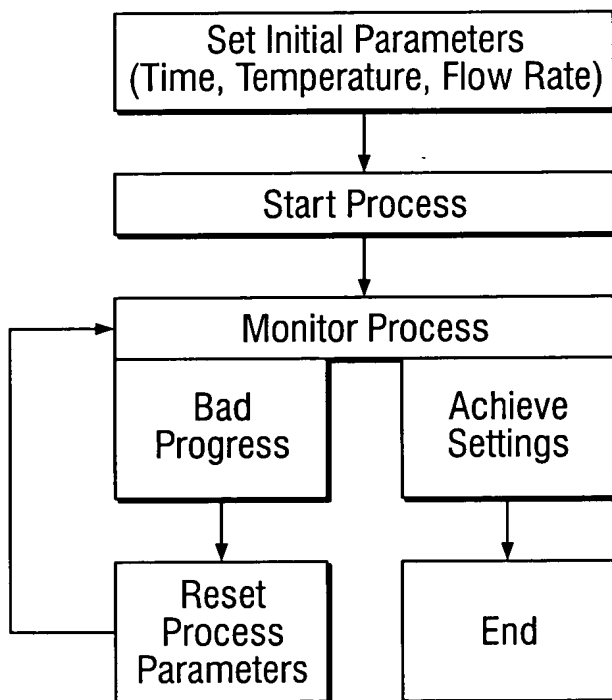 Set Initial Parameters
(Time, Temperature, Flow Rate)
Start Process
Monitor Process
Bad
Progress
Achieve
Settings
Reset
Process
Parameters
End